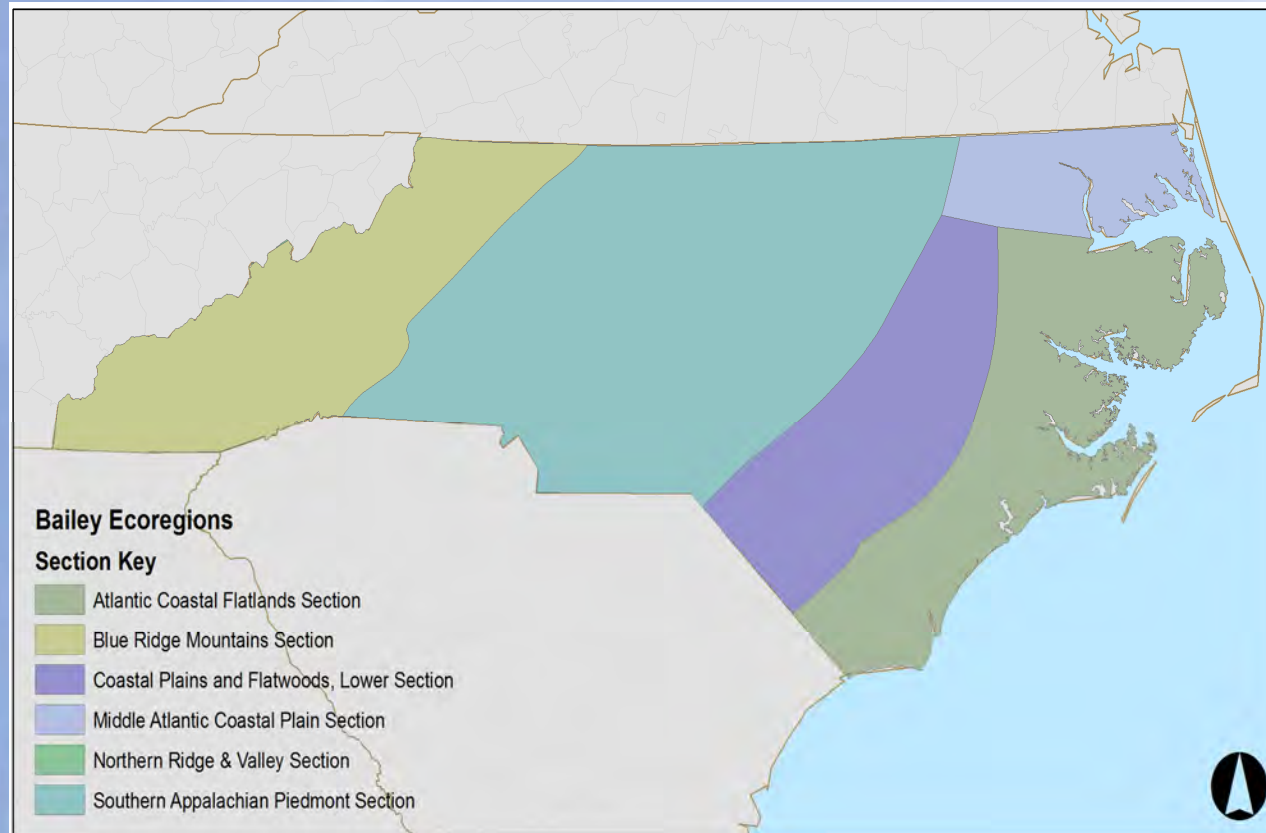 Bailey Ecoregions
Section Key
Atlantic Coastal Flatlands Section
Blue Ridge Mountains Section
Coastal Plains and Flatwoods, Lower Section
Middle Atlantic Coastal Plain Section
Northern Ridge & Valley Section
Southern Appalachian Piedmont Section